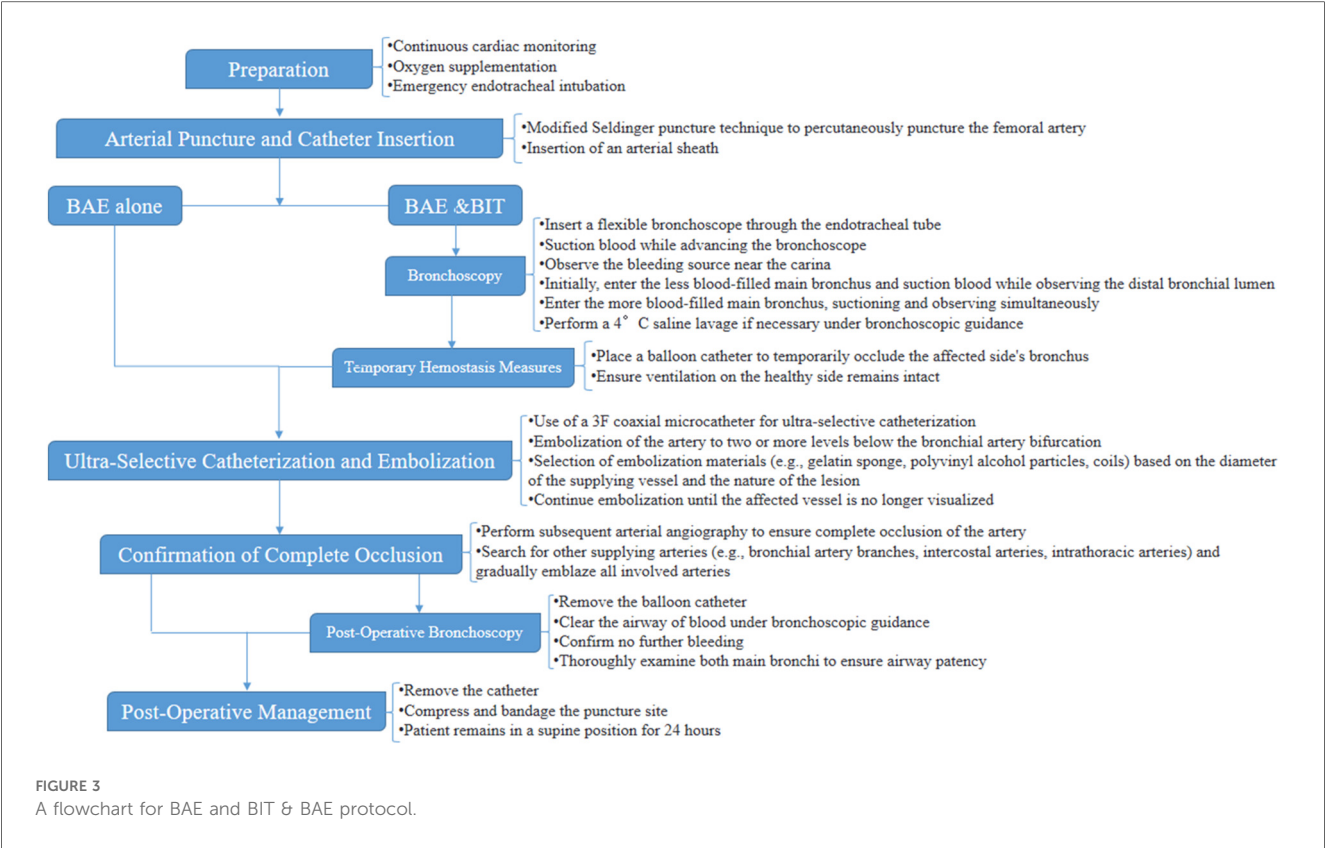 Preparation
•Continuous cardiac monitoring
•Oxygen supplementation
•Emergency endotracheal intubation
Arterial Puncture and Catheter Insertion
•Modified Seldinger puncture technique to percutaneously puncture the femoral artery
•Insertion of an arterial sheath
BAE alone
BAE &BIT
Bronchoscopy
•Insert a flexible bronchoscope through the endotracheal tube
•Suction blood while advancing the bronchoscope
•Observe the bleeding source near the carina
•Initially, enter the less blood-filled main bronchus and suction blood while observing the distal bronchial lumen
•Enter the more blood-filled main bronchus, suctioning and observing simultaneously
•Perform a 4° C saline lavage if necessary under bronchoscopic guidance
Temporary Hemostasis Measures
•Place a balloon catheter to temporarily occlude the affected side's bronchus
•Ensure ventilation on the healthy side remains intact
Ultra-Selective Catheterization and Embolization
•Use of a 3F coaxial microcatheter for ultra-selective catheterization
•Embolization of the artery to two or more levels below the bronchial artery bifurcation
•Selection of embolization materials (e.g., gelatin sponge, polyvinyl alcohol particles, coils) based on the diameter
of the supplying vessel and the nature of the lesion
•Continue embolization until the affected vessel is no longer visualized
Confirmation of Complete Occlusion
•Perform subsequent arterial angiography to ensure complete occlusion of the artery
•Search for other supplying arteries (e.g., bronchial artery branches, intercostal arteries, intrathoracic arteries) and
gradually emblaze all involved arteries
Post-Operative Bronchoscopy
•Remove the balloon catheter
•Clear the airway of blood under bronchoscopic guidance
•Confirm no further bleeding
•Thoroughly examine both main bronchi to ensure airway patency
Post-Operative Management
•Remove the catheter
•Compress and bandage the puncture site
•Patient remains in a supine position for 24 hours
FIGURE 3
A flowchart for BAE and BIT & BAE protocol.